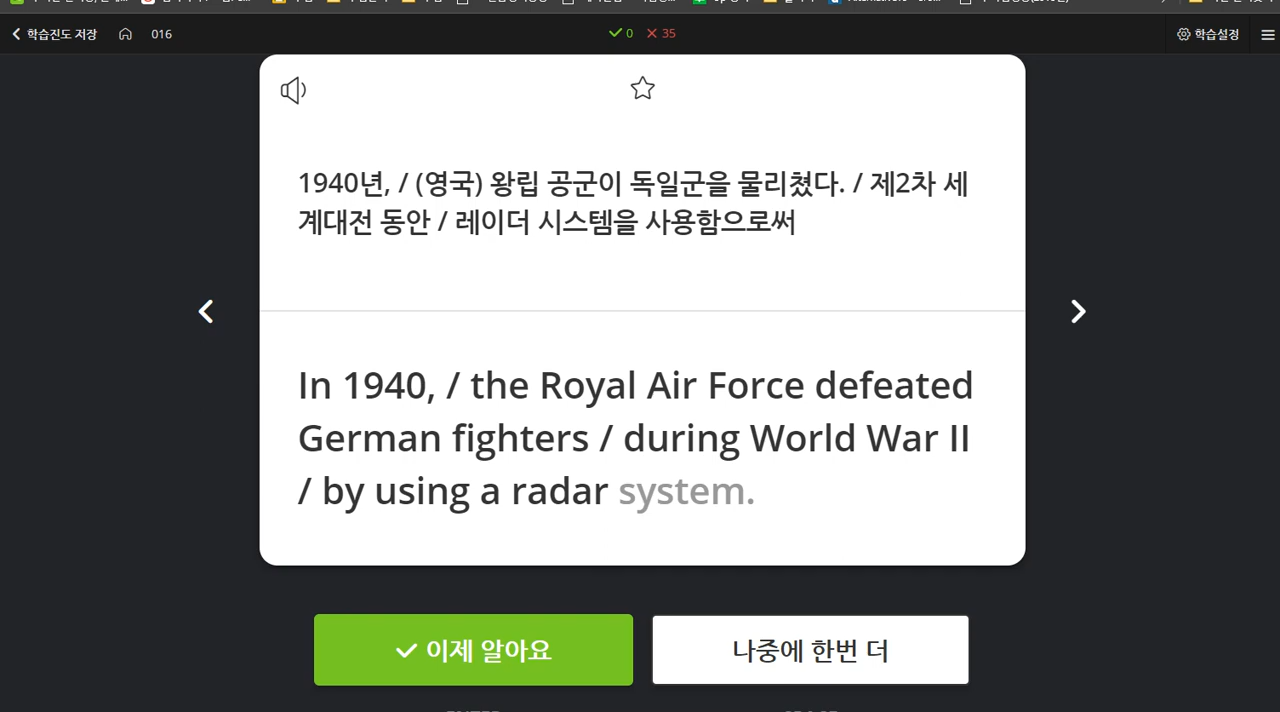 학습진도 저장
016
0
35
학습설정
1940년, / (영국) 왕립 공군이 독일군을 물리쳤다. / 제2차 세
계대전 동안 / 레이더 시스템을 사용함으로써
In 1940, / the Royal Air Force defeated
German fighters / during World War II
/ by using a radar system.
이제 알아요
나중에 한번 더